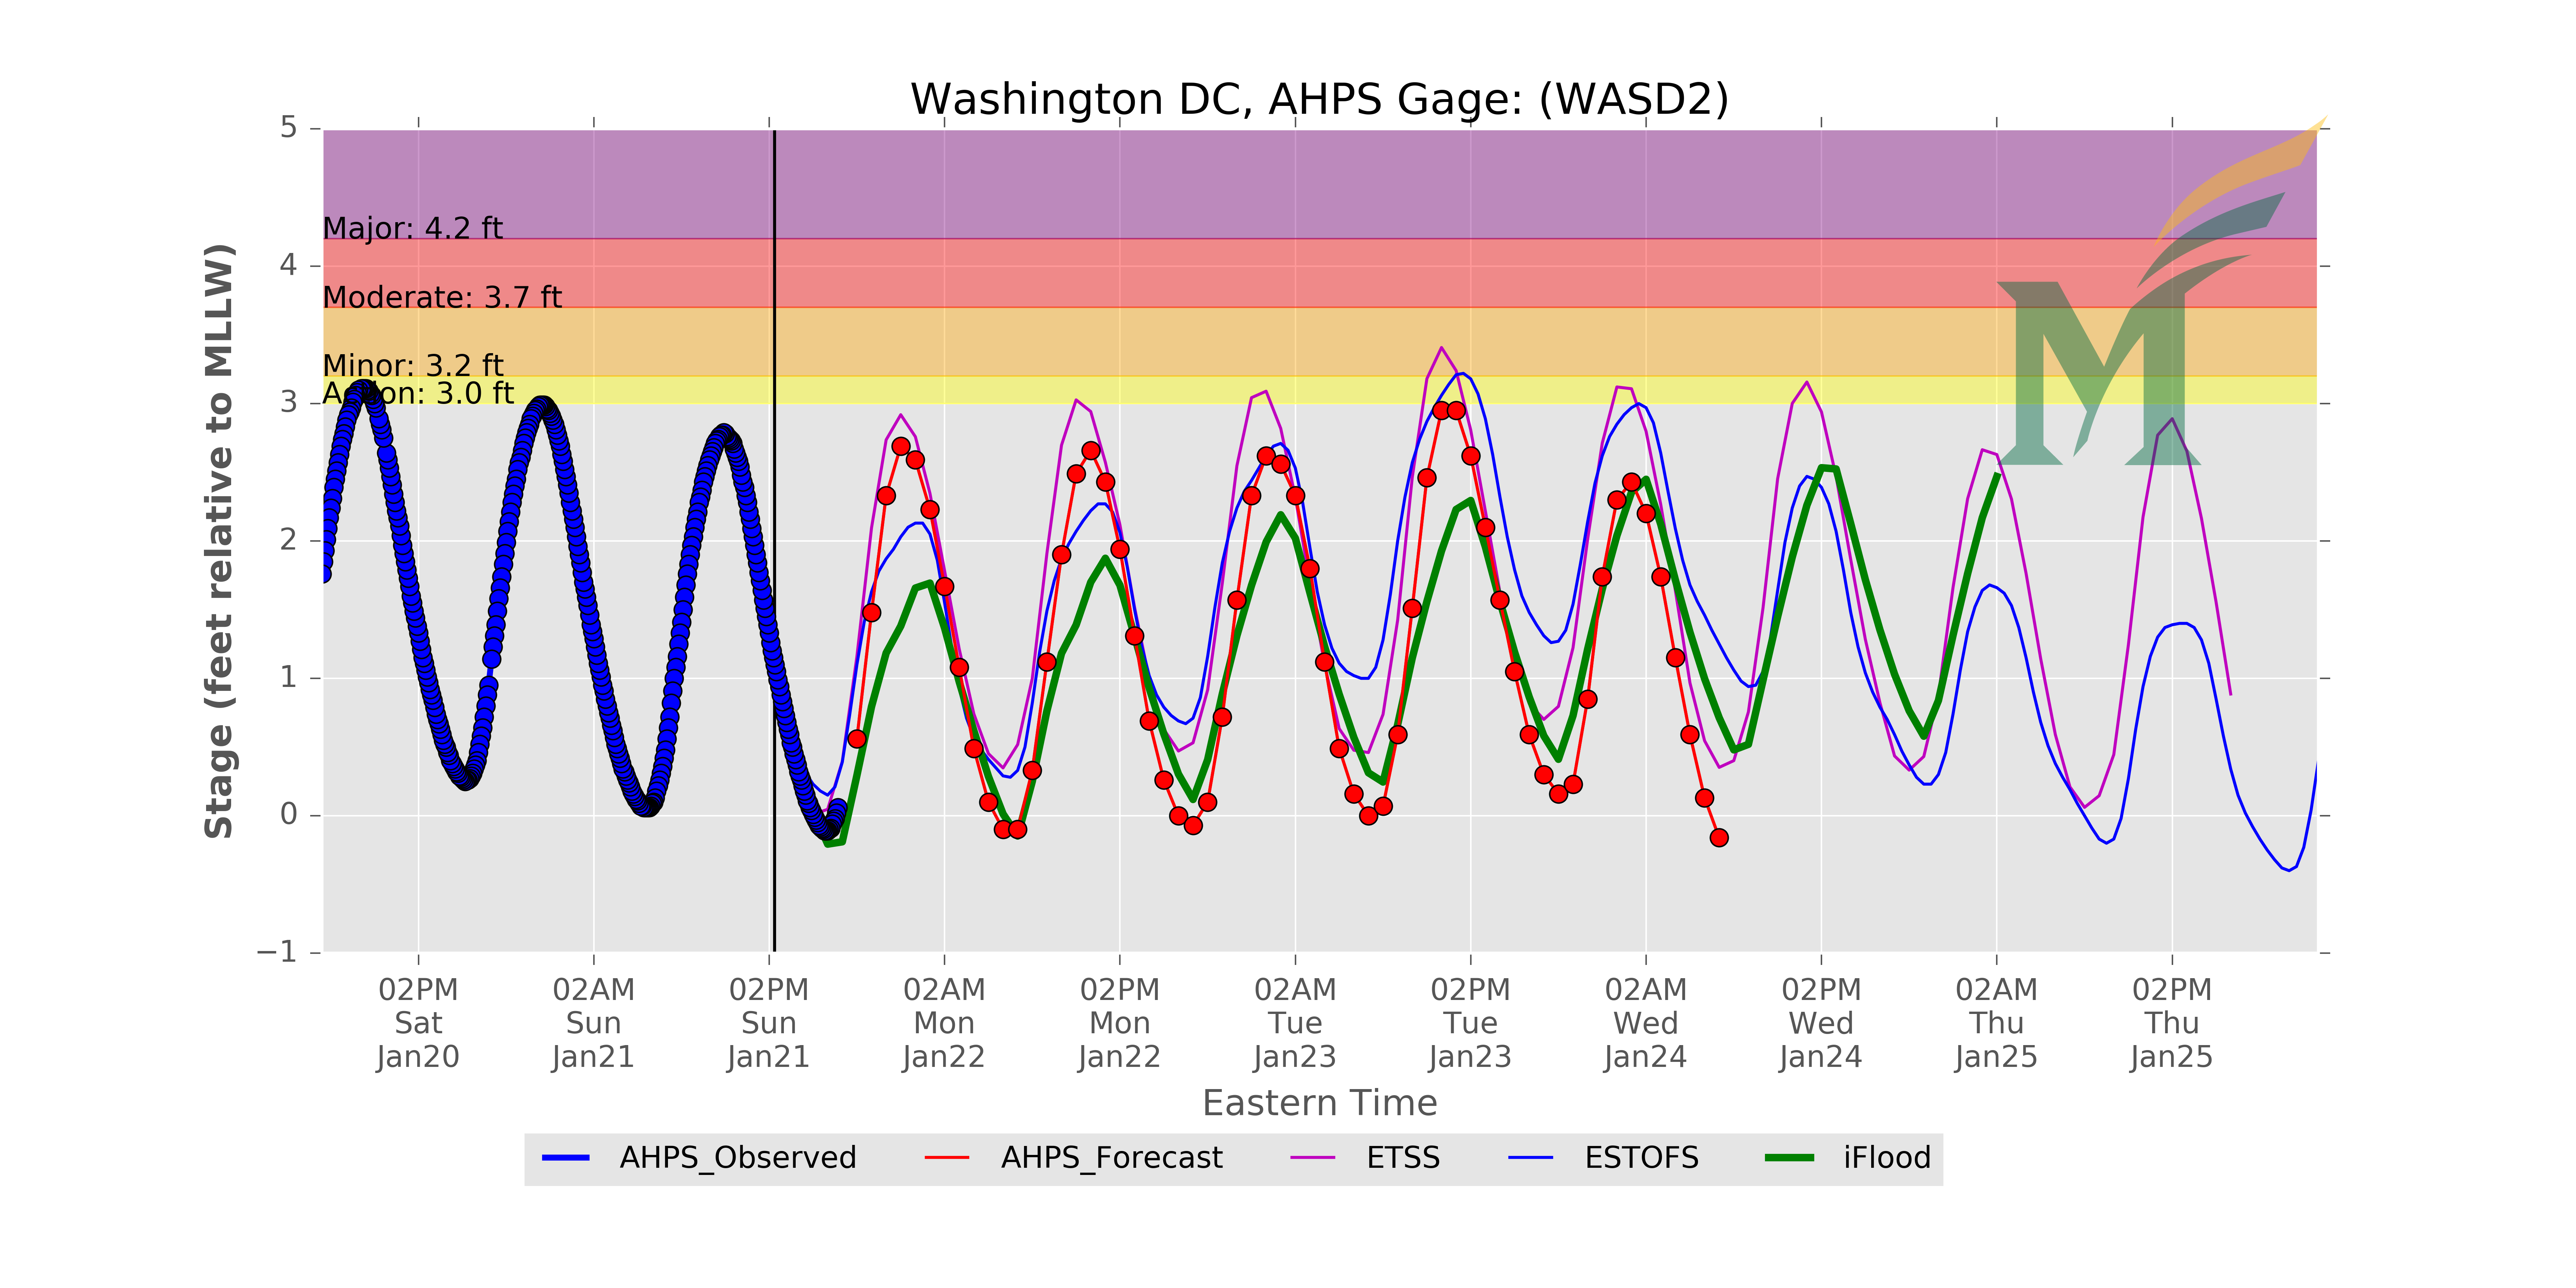 Washington DC, AHPS Gage: (WASD2)
Stage (feet relative to MLLW)
5
4
3
2
1
0
−1
Major: 4.2 ft
Moderate: 3.7 ft
Minor: 3.2 ft
Action: 3.0 ft
02PM 02AM 02PM 02AM 02PM 02AM 02PM 02AM 02PM 02AM 02PM
Sat Sun Sun Mon Mon Tue Tue Wed Wed Thu Thu
Jan20 Jan21 Jan21 Jan22 Jan22 Jan23 Jan23 Jan24 Jan24 Jan25 Jan25
Eastern Time
AHPS_Observed AHPS_Forecast ETSS ESTOFS iFlood
M